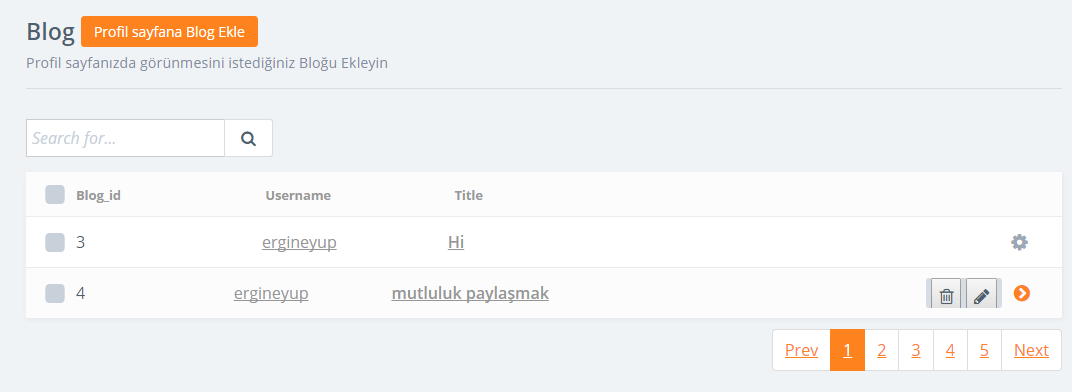 Blog Profil sayfana Blog Ekle
Profil sayfanızda görünmesini istediğiniz Bloğu Ekleyin
Search for...
Blog_id Username Title
3 ergineyup Hi
4 ergineyup mutluluk paylaşmak
Prev 1 2 3 4 5 Next